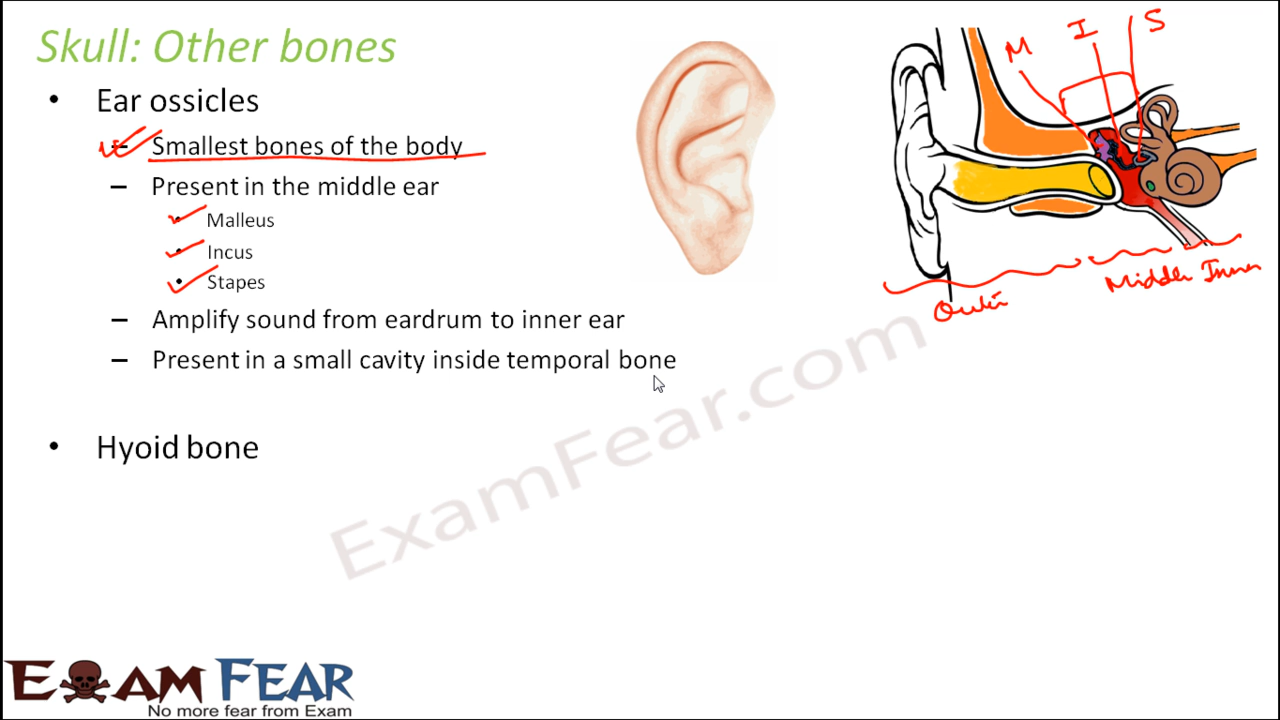 Skull: Other bones
• Ear ossicles
– Smallest bones of the body
– Present in the middle ear
• Malleus
• Incus
• Stapes
– Amplify sound from eardrum to inner ear
– Present in a small cavity inside temporal bone
• Hyoid bone
M I S
Outer Middle Inner
ExamFear.com
EXAM FEAR
No more fear from Exam